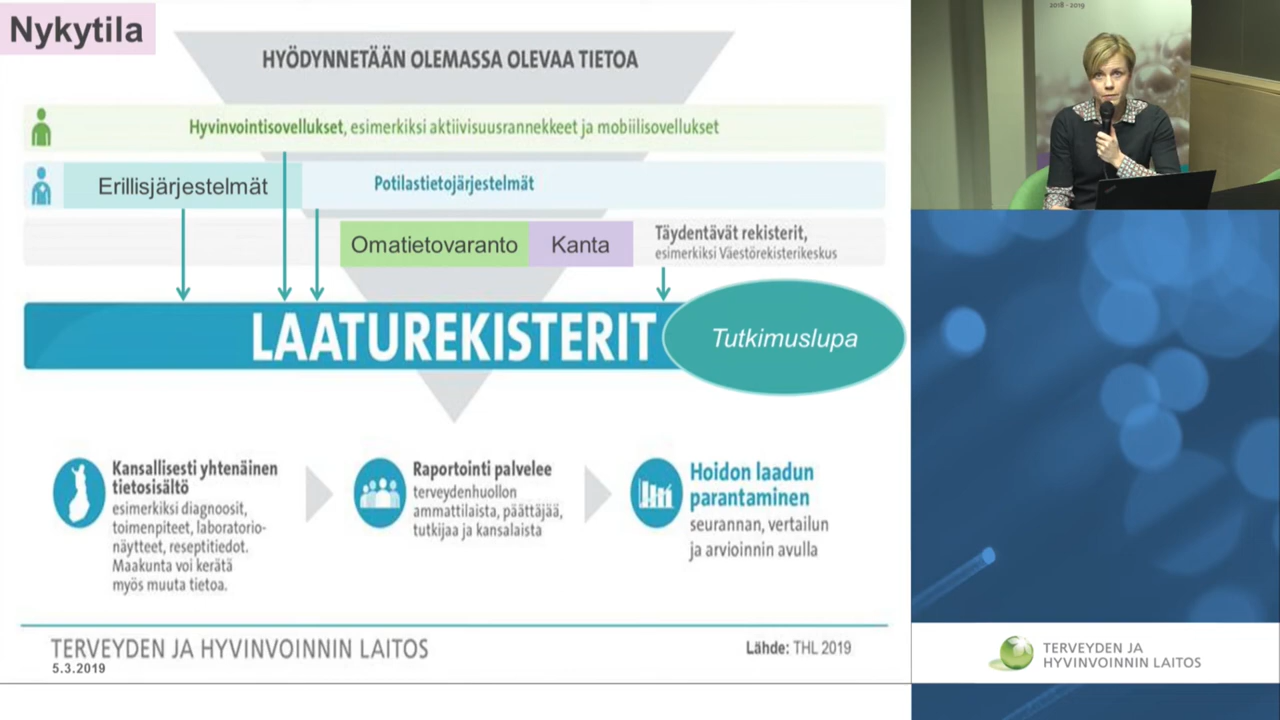 Nykytila
HYÖDYNNETÄÄN OLEMASSA OLEVAA TIETOA
Hyvinvointisovellukset, esimerkiksi aktiivisuusrannekkeet ja mobiilisovellukset
Erillisjärjestelmät
Potilastietojärjestelmät
Omatietovaranto
Kanta
Täydentävät rekisterit,
esimerkiksi Väestörekisterikeskus
LAATUREKISTERIT
Tutkimuslupa
Kansallisesti yhtenäinen
tietosisältö
esimerkiksi diagnoosit,
toimenpiteet, laboratorio-
näytteet, reseptitiedot.
Maakunta voi kerätä
myös muuta tietoa.
Raportointi palvelee
terveydenhuollon
ammattilaista, päättäjää,
tutkijaa ja kansalaista
Hoidon laadun
parantaminen
seurannan, vertailun
ja arvioinnin avulla
TERVEYDEN JA HYVINVOINNIN LAITOS
5.3.2019
Lähde: THL 2019
2018 - 2019
TERVEYDEN JA
HYVINVOINNIN LAITOS